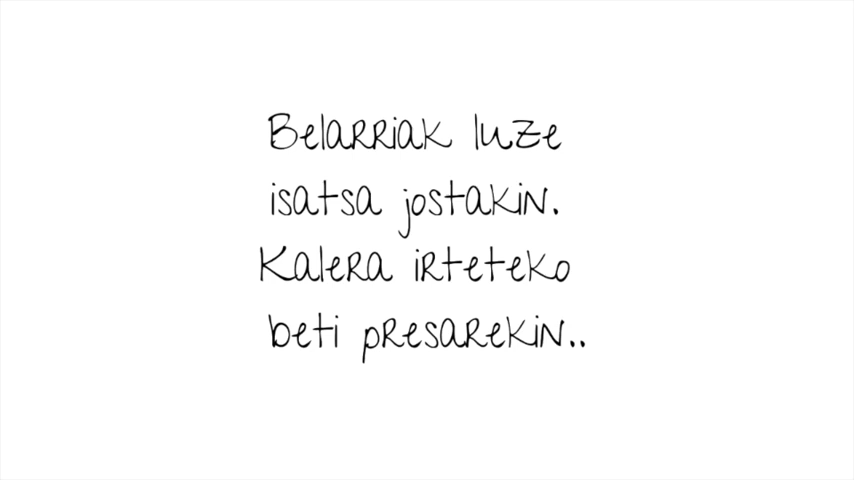 Belarriak luze
isatsa jostakin.
Kalera irteteko
beti presarekin..